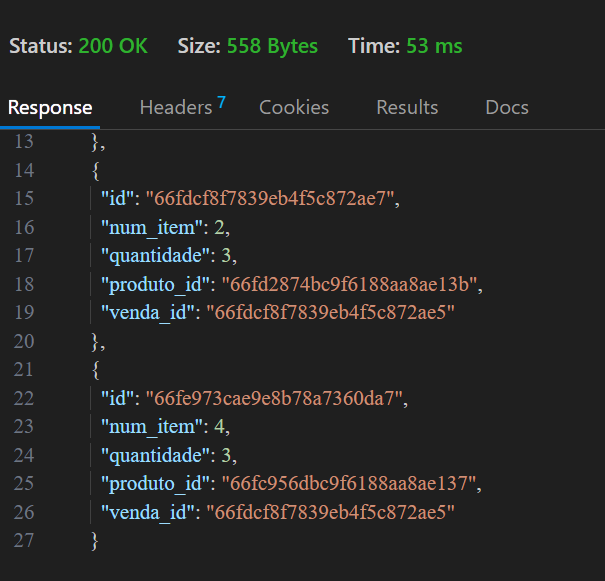 Status: 200 OK Size: 558 Bytes Time: 53 ms
Response Headers 7 Cookies Results Docs
13 },
14 {
15 "id": "66fdcf8f7839eb4f5c872ae7",
16 "num_item": 2,
17 "quantidade": 3,
18 "produto_id": "66fd2874bc9f6188aa8ae13b",
19 "venda_id": "66fdcf8f7839eb4f5c872ae5"
20 },
21 {
22 "id": "66fe973cae9e8b78a7360da7",
23 "num_item": 4,
24 "quantidade": 3,
25 "produto_id": "66fc956dbc9f6188aa8ae137",
26 "venda_id": "66fdcf8f7839eb4f5c872ae5"
27 }